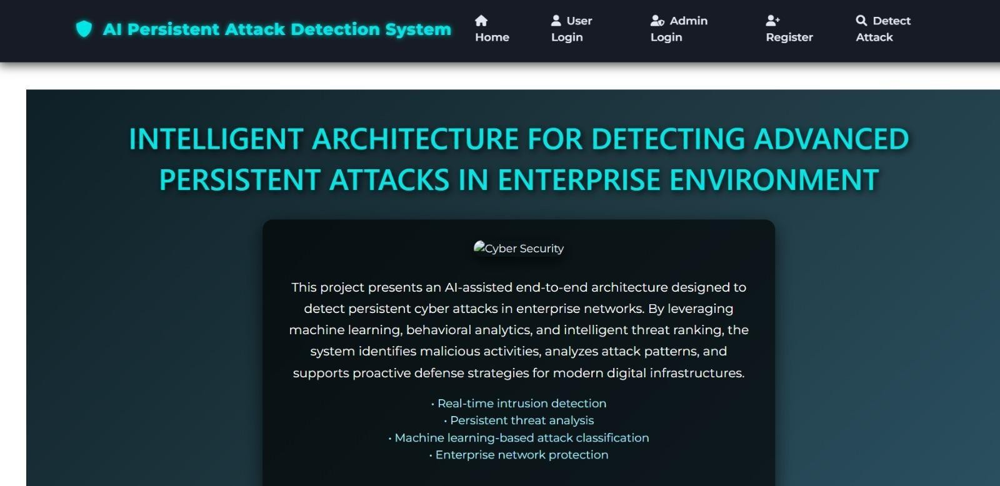 AI Persistent Attack Detection System
Home
User
Login
Admin
Login
Register
Detect
Attack
INTELLIGENT ARCHITECTURE FOR DETECTING ADVANCED
PERSISTENT ATTACKS IN ENTERPRISE ENVIRONMENT
Cyber Security
This project presents an AI-assisted end-to-end architecture designed to
detect persistent cyber attacks in enterprise networks. By leveraging
machine learning, behavioral analytics, and intelligent threat ranking, the
system identifies malicious activities, analyzes attack patterns, and
supports proactive defense strategies for modern digital infrastructures.
• Real-time intrusion detection
• Persistent threat analysis
• Machine learning-based attack classification
• Enterprise network protection